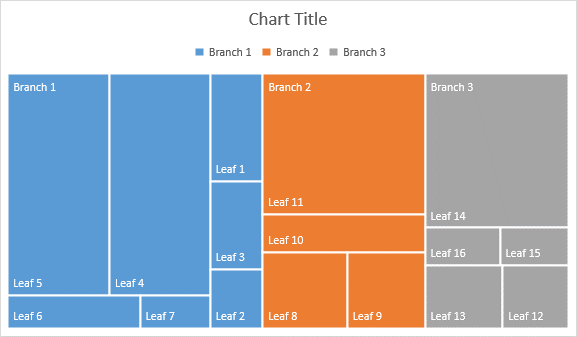 Chart Title
Branch 1 Branch 2 Branch 3
Branch 1 Branch 2 Branch 3
Leaf 1
Leaf 11
Leaf 14
Leaf 10
Leaf 16 Leaf 15
Leaf 3
Leaf 5 Leaf 4
Leaf 6 Leaf 7 Leaf 2 Leaf 8 Leaf 9 Leaf 13 Leaf 12